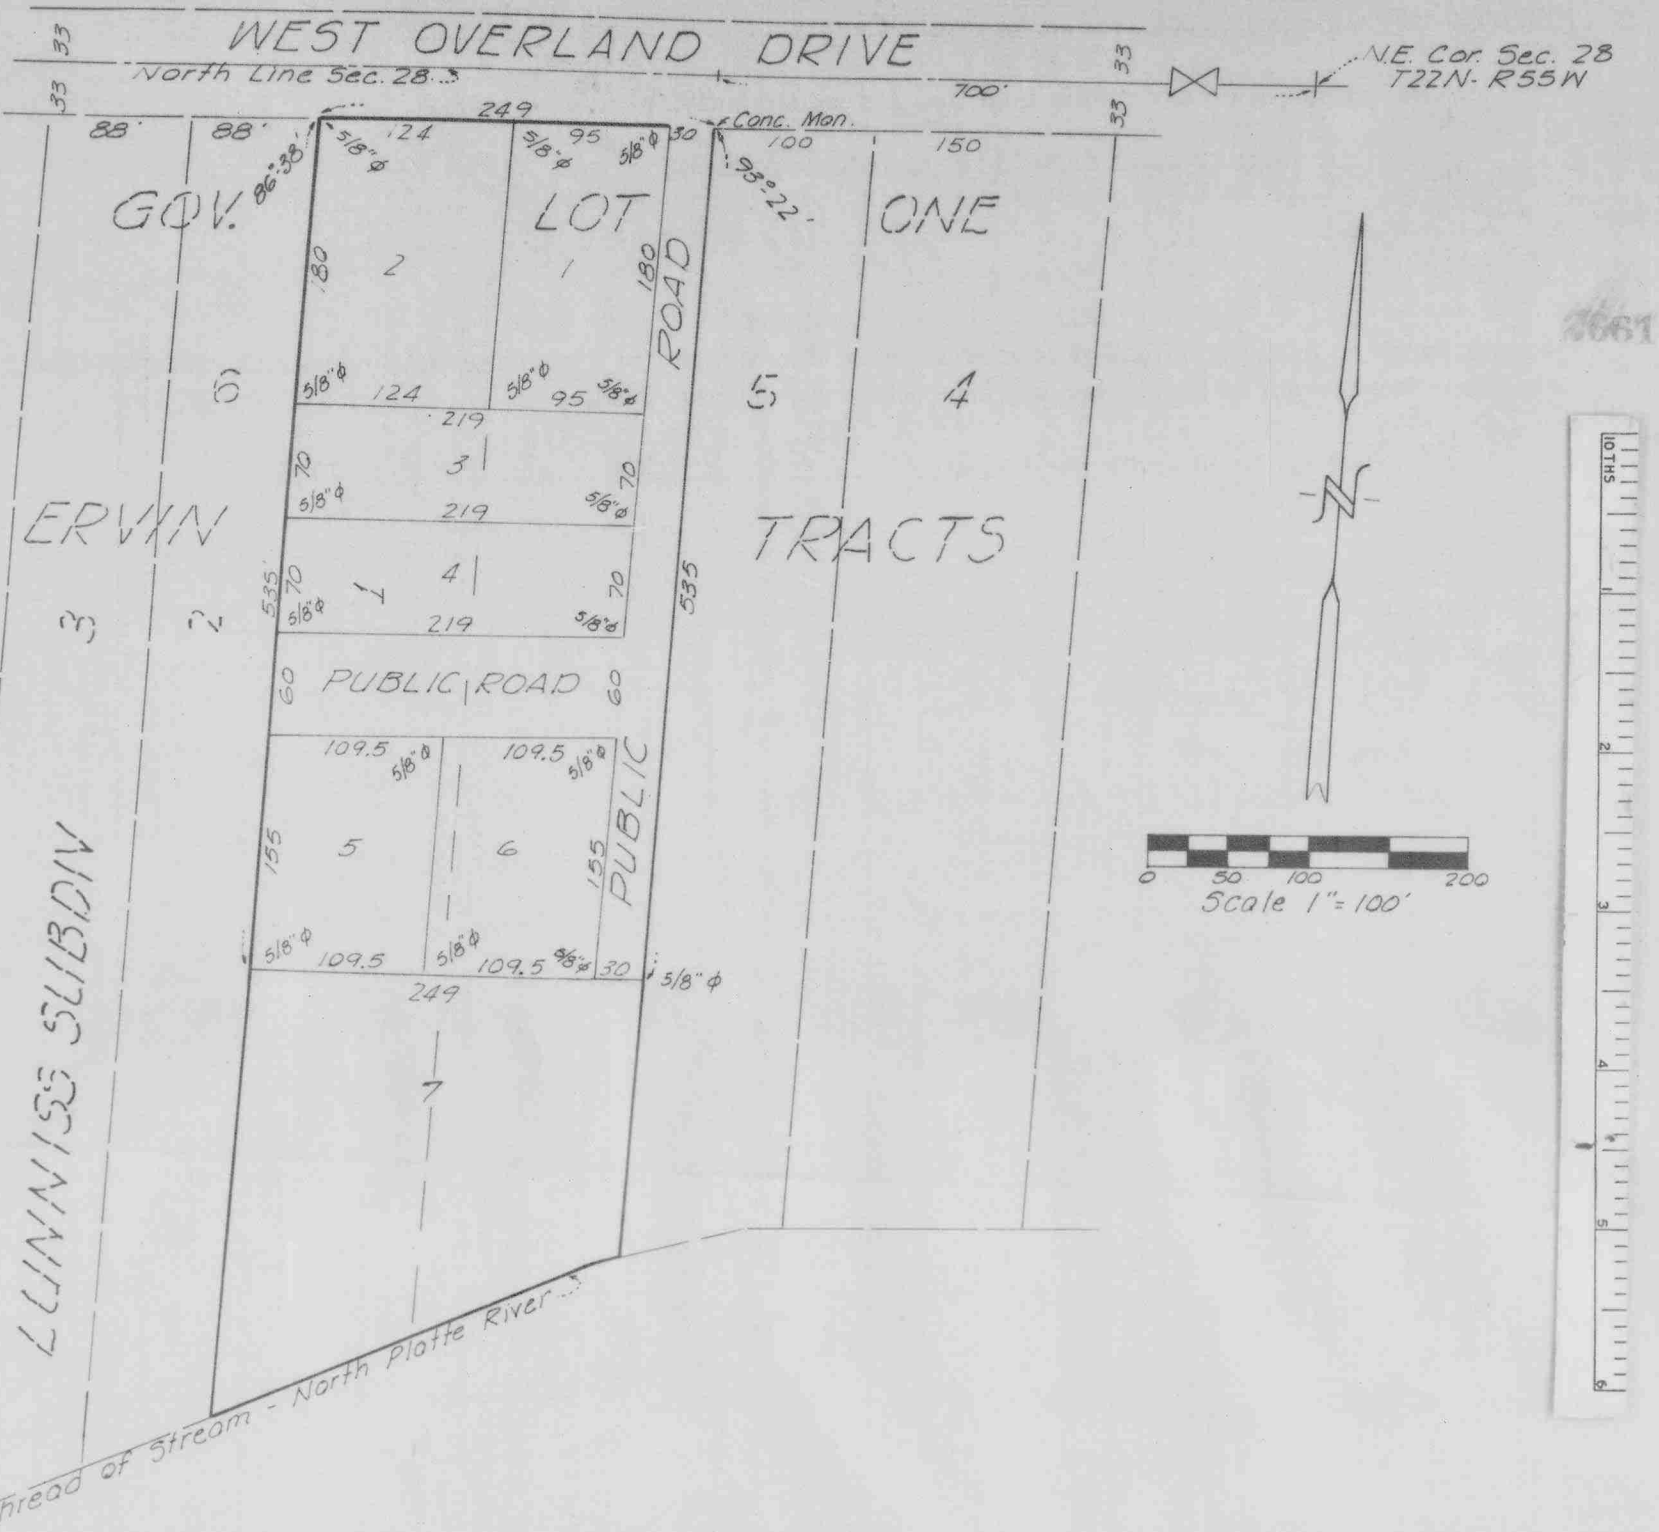 WEST OVERLAND DRIVE
33
33
N.E. Cor. Sec. 28
T22N-R55W
North Line Sec. 28
700'
33
33
249
Conc. Mon.
88'
88'
124
95
30
100
150
5/8"φ
5/8"φ
5/8"φ
86°-38'
93°-22'
GOV. LOT ONE
180
2
1
180
ROAD
6
5
4
5/8"φ
124
5/8"φ
95
5/8"φ
219
70
3
70
5/8"φ
219
5/8"φ
ERVIN TRACTS
535'
70
1
4
70
535
5/8"φ
219
5/8"φ
3
2
60
PUBLIC ROAD
60
109.5
5/8"φ
109.5
5/8"φ
PUBLIC
155
5
6
155
5/8"φ
109.5
5/8"φ
109.5
5/8"φ
30
5/8"φ
249
7
LUNNISS SUBDIV
Thread of Stream - North Platte River
N
0 50 100 200
Scale 1"=100'
10THS
1
2
3
4
5
6